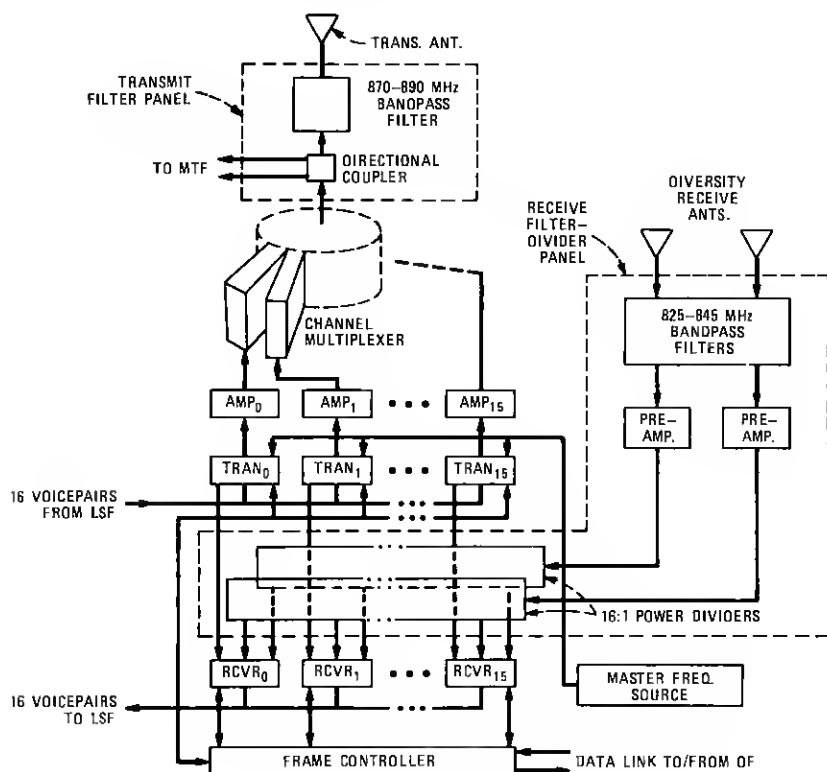 TRANS. ANT.
TRANSMIT
FILTER PANEL
870–890 MHz
BANOPASS
FILTER
TO MTF
DIRECTIONAL
COUPLER
OIVERSITY
RECEIVE
ANTS.
RECEIVE
FILTER–
OIVIDER
PANEL
825–845 MHz
BANDPASS
FILTERS
CHANNEL
MULTIPLEXER
AMP0
AMP1
AMP15
PRE–
AMP.
PRE–
AMP.
TRAN0
TRAN1
TRAN15
16 VOICEPAIRS
FROM LSF
16:1 POWER DIVIDERS
RCVR0
RCVR1
RCVR15
MASTER FREQ.
SOURCE
16 VOICEPAIRS
TO LSF
FRAME CONTROLLER
DATA LINK TO/FROM OF